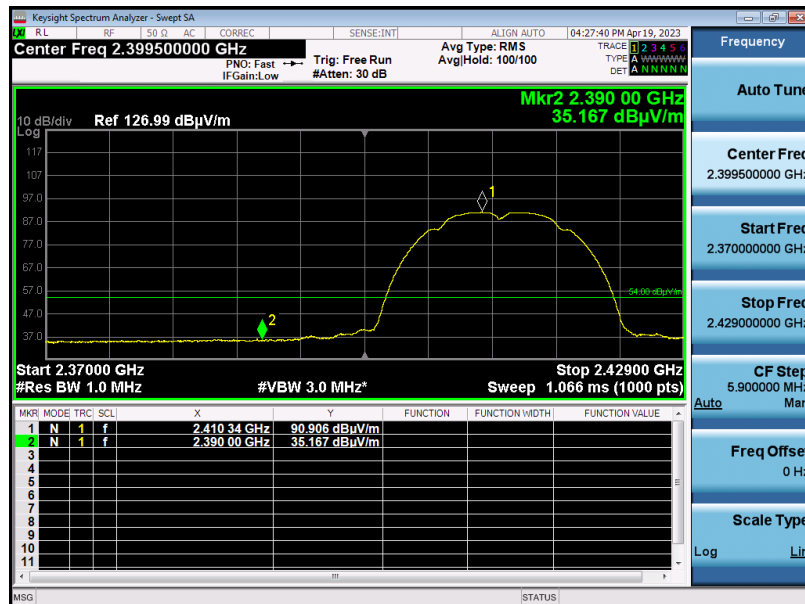 Keysight Spectrum Analyzer - Swept SA
LXI RL RF 50 Ω AC CORREC SENSE:INT ALIGN AUTO 04:27:40 PM Apr 19, 2023
Center Freq 2.399500000 GHz
PNO: Fast
IFGain:Low
Trig: Free Run
#Atten: 30 dB
Avg Type: RMS
Avg|Hold: 100/100
TRACE 1 2 3 4 5 6
TYPE A WWWWW
DET A N N N N N
Mkr2 2.390 00 GHz
35.167 dBµV/m
10 dB/div Ref 126.99 dBµV/m
Log
117
107
97.0
87.0
77.0
67.0
57.0
47.0
37.0
1
2
54.00 dBµV/m
Start 2.37000 GHz Stop 2.42900 GHz
#Res BW 1.0 MHz #VBW 3.0 MHz* Sweep 1.066 ms (1000 pts)
MKR MODE TRC SCL X Y FUNCTION FUNCTION WIDTH FUNCTION VALUE
1 N 1 f 2.410 34 GHz 90.906 dBµV/m
2 N 1 f 2.390 00 GHz 35.167 dBµV/m
3
4
5
6
7
8
9
10
11
MSG STATUS
Frequency
Auto Tune
Center Freq
2.399500000 GHz
Start Freq
2.370000000 GHz
Stop Freq
2.429000000 GHz
CF Step
5.900000 MHz
Auto Man
Freq Offset
0 Hz
Scale Type
Log Lin